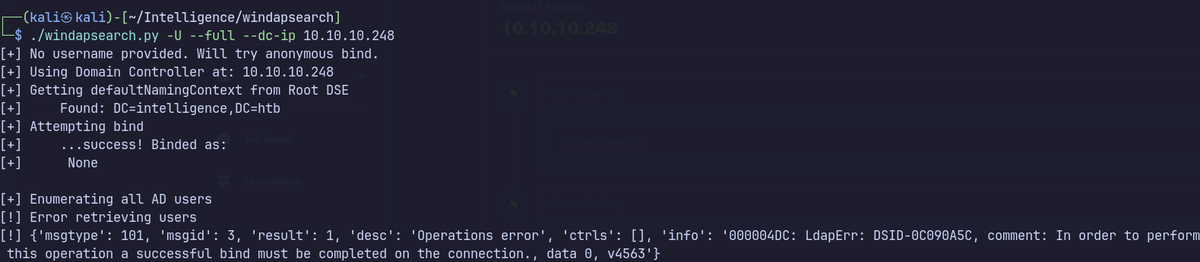 ┌──(kali㉿kali)-[~/Intelligence/windapsearch]
└─$ ./windapsearch.py -U --full --dc-ip 10.10.10.248
[+] No username provided. Will try anonymous bind.
[+] Using Domain Controller at: 10.10.10.248
[+] Getting defaultNamingContext from Root DSE
[+]     Found: DC=intelligence,DC=htb
[+] Attempting bind
[+]     ...success! Binded as:
[+]      None
[+] Enumerating all AD users
[!] Error retrieving users
[!] {'msgtype': 101, 'msgid': 3, 'result': 1, 'desc': 'Operations error', 'ctrls': [], 'info': '000004DC: LdapErr: DSID-0C090A5C, comment: In order to perform
this operation a successful bind must be completed on the connection., data 0, v4563'}
Target IP Address
10.10.10.248